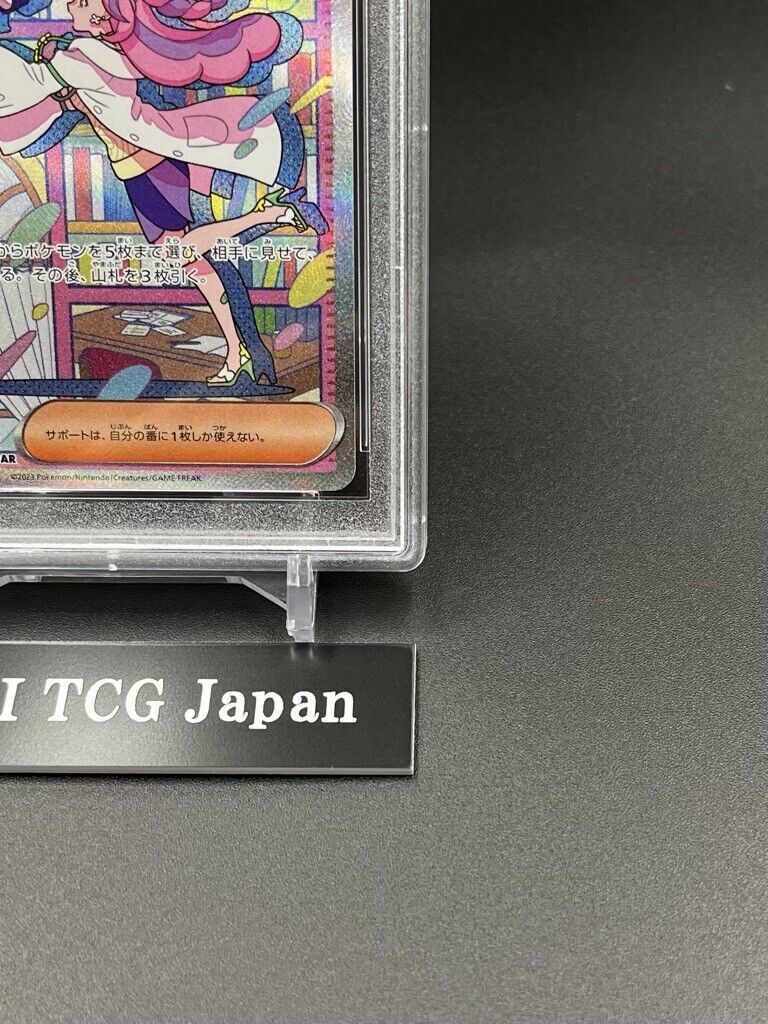 からポケモンを5枚まで選び、相手に見せて、
る。その後、山札を3枚引く。
サポートは、自分の番に1枚しか使えない。
AR
©2023 Pokémon/Nintendo/Creatures/GAME FREAK
I TCG Japan